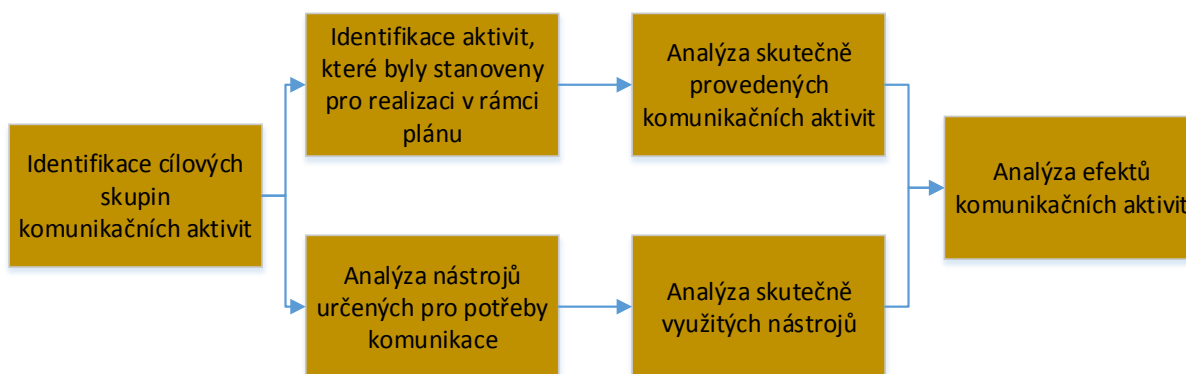 Identifikace cílových
skupin
komunikačních aktivit
Identifikace aktivit,
které byly stanoveny
pro realizaci v rámci
plánu
Analýza skutečně
provedených
komunikačních aktivit
Analýza nástrojů
určených pro potřeby
komunikace
Analýza skutečně
využitých nástrojů
Analýza efektů
komunikačních aktivit